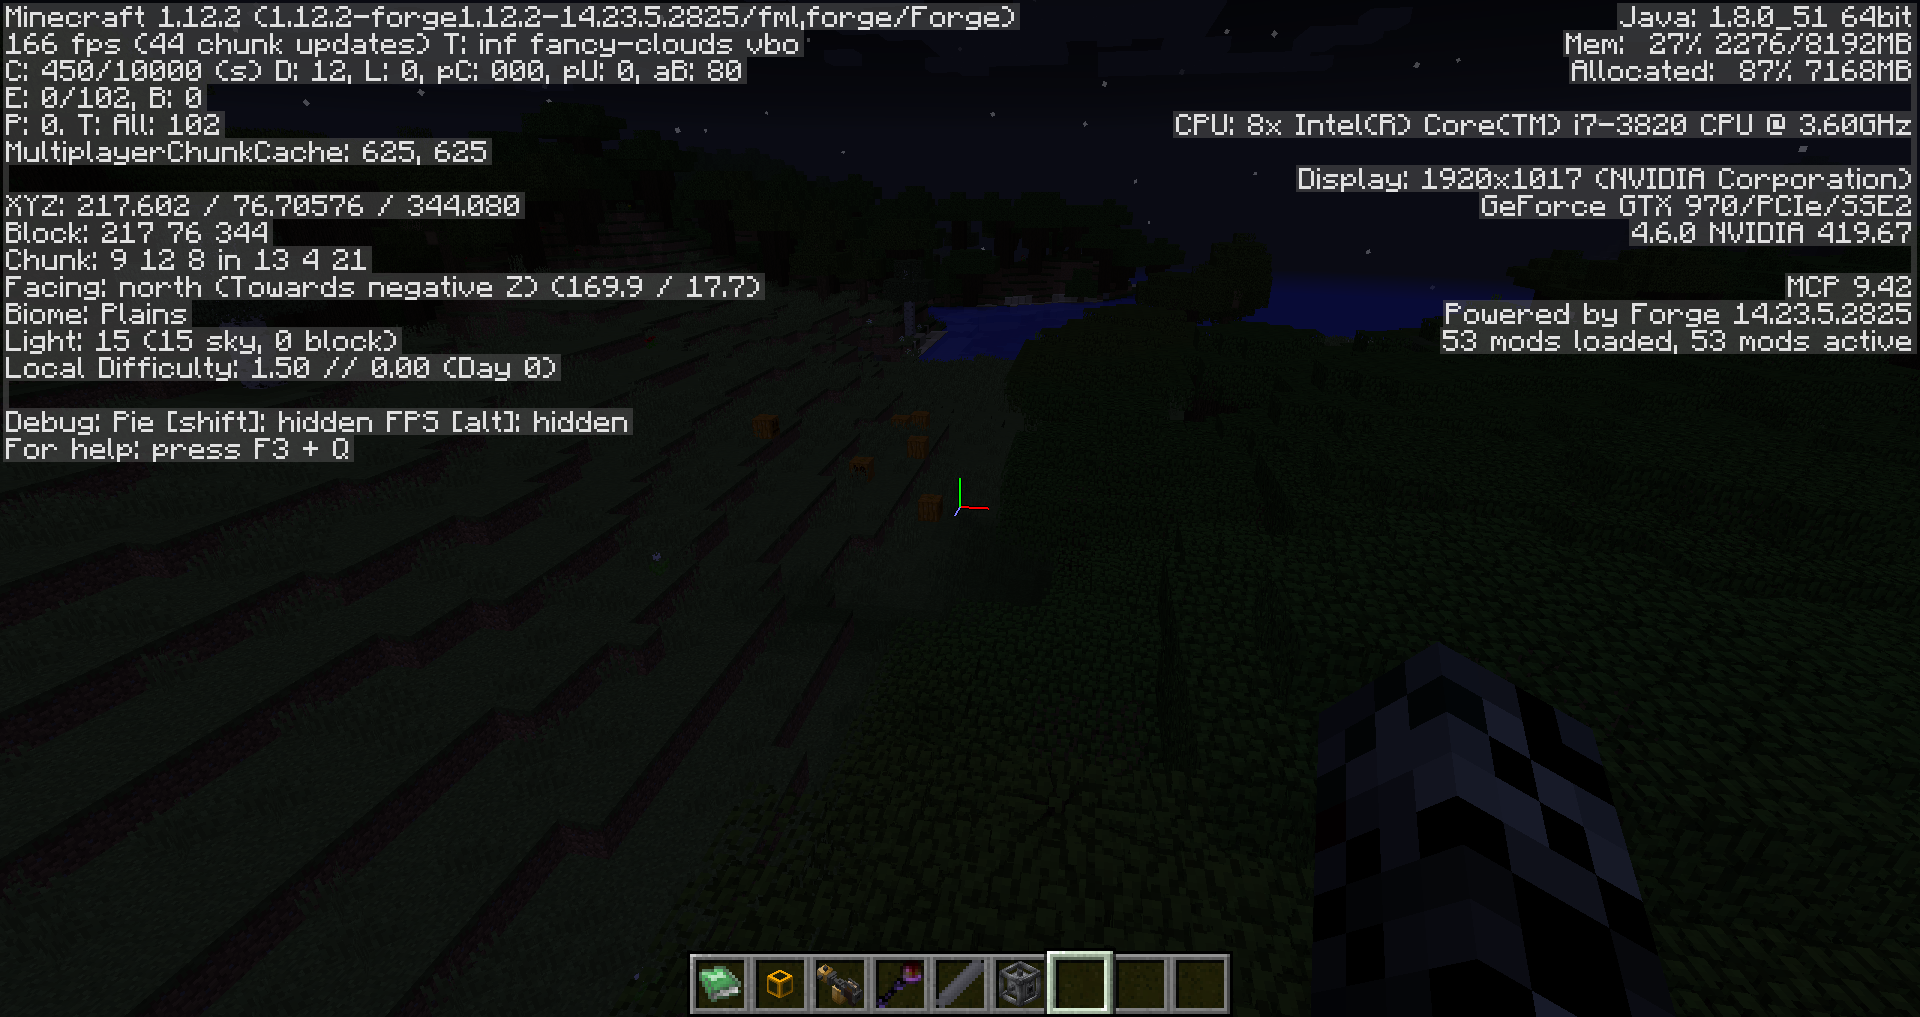 Minecraft 1.12.2 (1.12.2-forge1.12.2-14.23.5.2825/fml,forge/Forge)
166 fps (44 chunk updates) T: inf fancy-clouds vbo
C: 450/10000 (s) D: 12, L: 0, pC: 000, pU: 0, aB: 80
E: 0/102, B: 0
P: 0. T: All: 102
MultiplayerChunkCache: 625, 625
XYZ: 217.602 / 76.70576 / 344.080
Block: 217 76 344
Chunk: 9 12 8 in 13 4 21
Facing: north (Towards negative Z) (169.9 / 17.7)
Biome: Plains
Light: 15 (15 sky, 0 block)
Local Difficulty: 1.50 // 0.00 (Day 0)
Debug: Pie [shift]: hidden FPS [alt]: hidden
For help: press F3 + Q
Java: 1.8.0_51 64bit
Mem: 27% 2276/8192MB
Allocated: 87% 7168MB
CPU: 8x Intel(R) Core(TM) i7-3820 CPU @ 3.60GHz
Display: 1920x1017 (NVIDIA Corporation)
GeForce GTX 970/PCIe/SSE2
4.6.0 NVIDIA 419.67
MCP 9.42
Powered by Forge 14.23.5.2825
53 mods loaded, 53 mods active